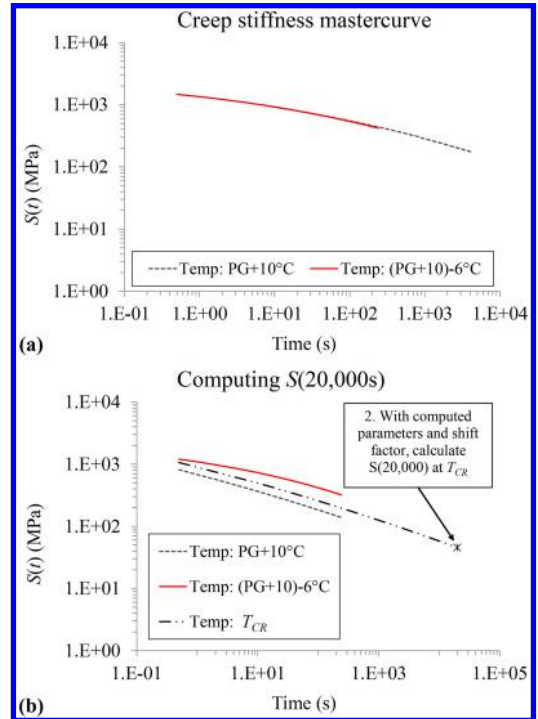 Creep stiffness mastercurve
1.E+04
1.E+03
1.E+02
1.E+01
1.E+00
S(t) (MPa)
Temp: PG+10°C
Temp: (PG+10)-6°C
1.E-01
1.E+00
1.E+01
1.E+02
1.E+03
1.E+04
Time (s)
(a)
Computing S(20,000s)
1.E+04
1.E+03
1.E+02
1.E+01
1.E+00
S(t) (MPa)
2. With computed
parameters and shift
factor, calculate
S(20,000) at TCR
Temp: PG+10°C
Temp: (PG+10)-6°C
Temp: TCR
1.E-01
1.E+01
1.E+03
1.E+05
Time (s)
(b)